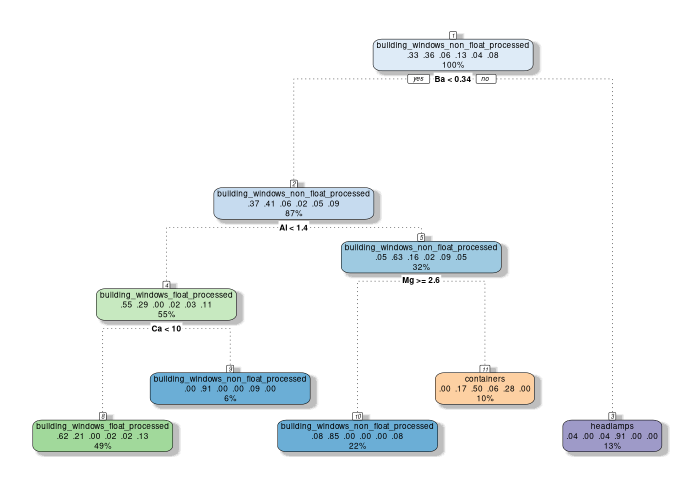 1
building_windows_non_float_processed
.33 .36 .06 .13 .04 .08
100%
yes Ba < 0.34 no
2
building_windows_non_float_processed
.37 .41 .06 .02 .05 .09
87%
Al < 1.4
5
building_windows_non_float_processed
.05 .63 .16 .02 .09 .05
32%
Mg >= 2.6
4
building_windows_float_processed
.55 .29 .00 .02 .03 .11
55%
Ca < 10
9
building_windows_non_float_processed
.00 .91 .00 .00 .09 .00
6%
11
containers
.00 .17 .50 .06 .28 .00
10%
8
building_windows_float_processed
.62 .21 .00 .02 .02 .13
49%
10
building_windows_non_float_processed
.08 .85 .00 .00 .00 .08
22%
3
headlamps
.04 .00 .04 .91 .00 .00
13%